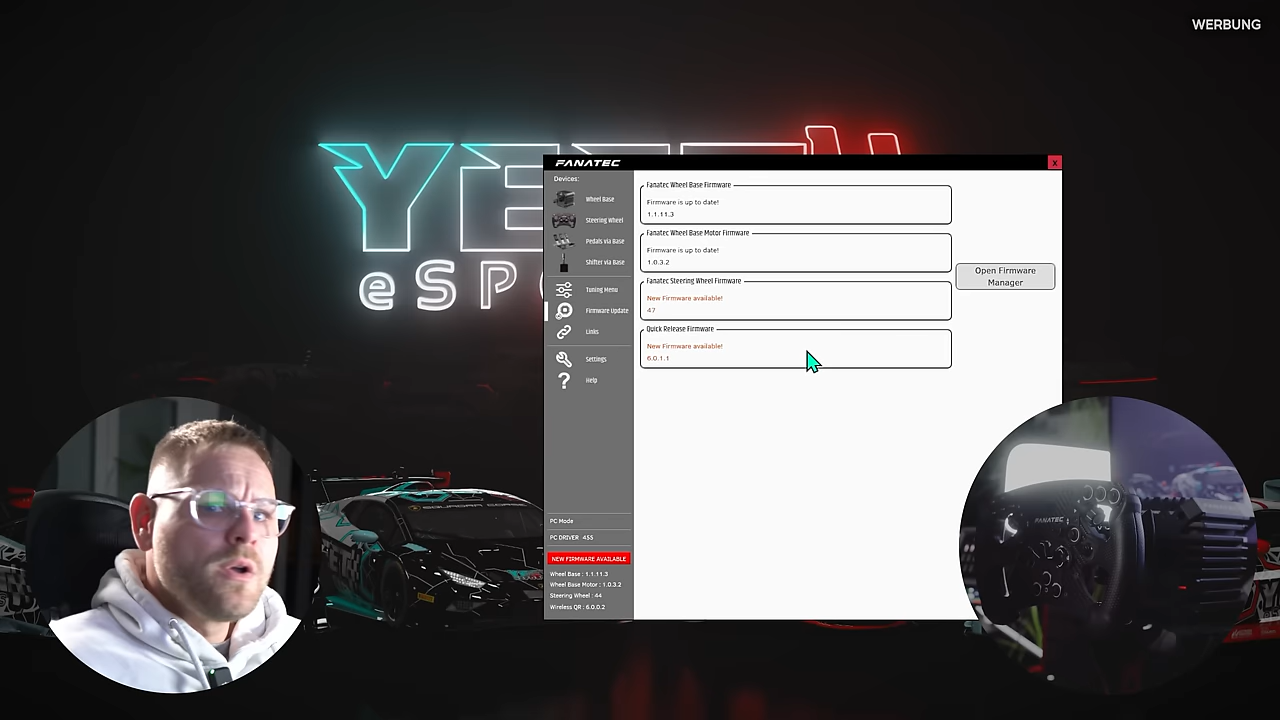 WERBUNG
FANATEC
Devices:
Wheel Base
Steering Wheel
Pedals via Base
Shifter via Base
Tuning Menu
Firmware Update
Links
Settings
Help
PC Mode
PC DRIVER 455
NEW FIRMWARE AVAILABLE
Wheel Base : 1.1.11.3
Wheel Base Motor : 1.0.3.2
Steering Wheel : 44
Wireless QR : 6.0.0.2
Fanatec Wheel Base Firmware
Firmware is up to date!
1.1.11.3
Fanatec Wheel Base Motor Firmware
Firmware is up to date!
1.0.3.2
Fanatec Steering Wheel Firmware
New Firmware available!
47
Quick Release Firmware
New Firmware available!
6.0.1.1
Open Firmware
Manager
x
eSP
FANATEC